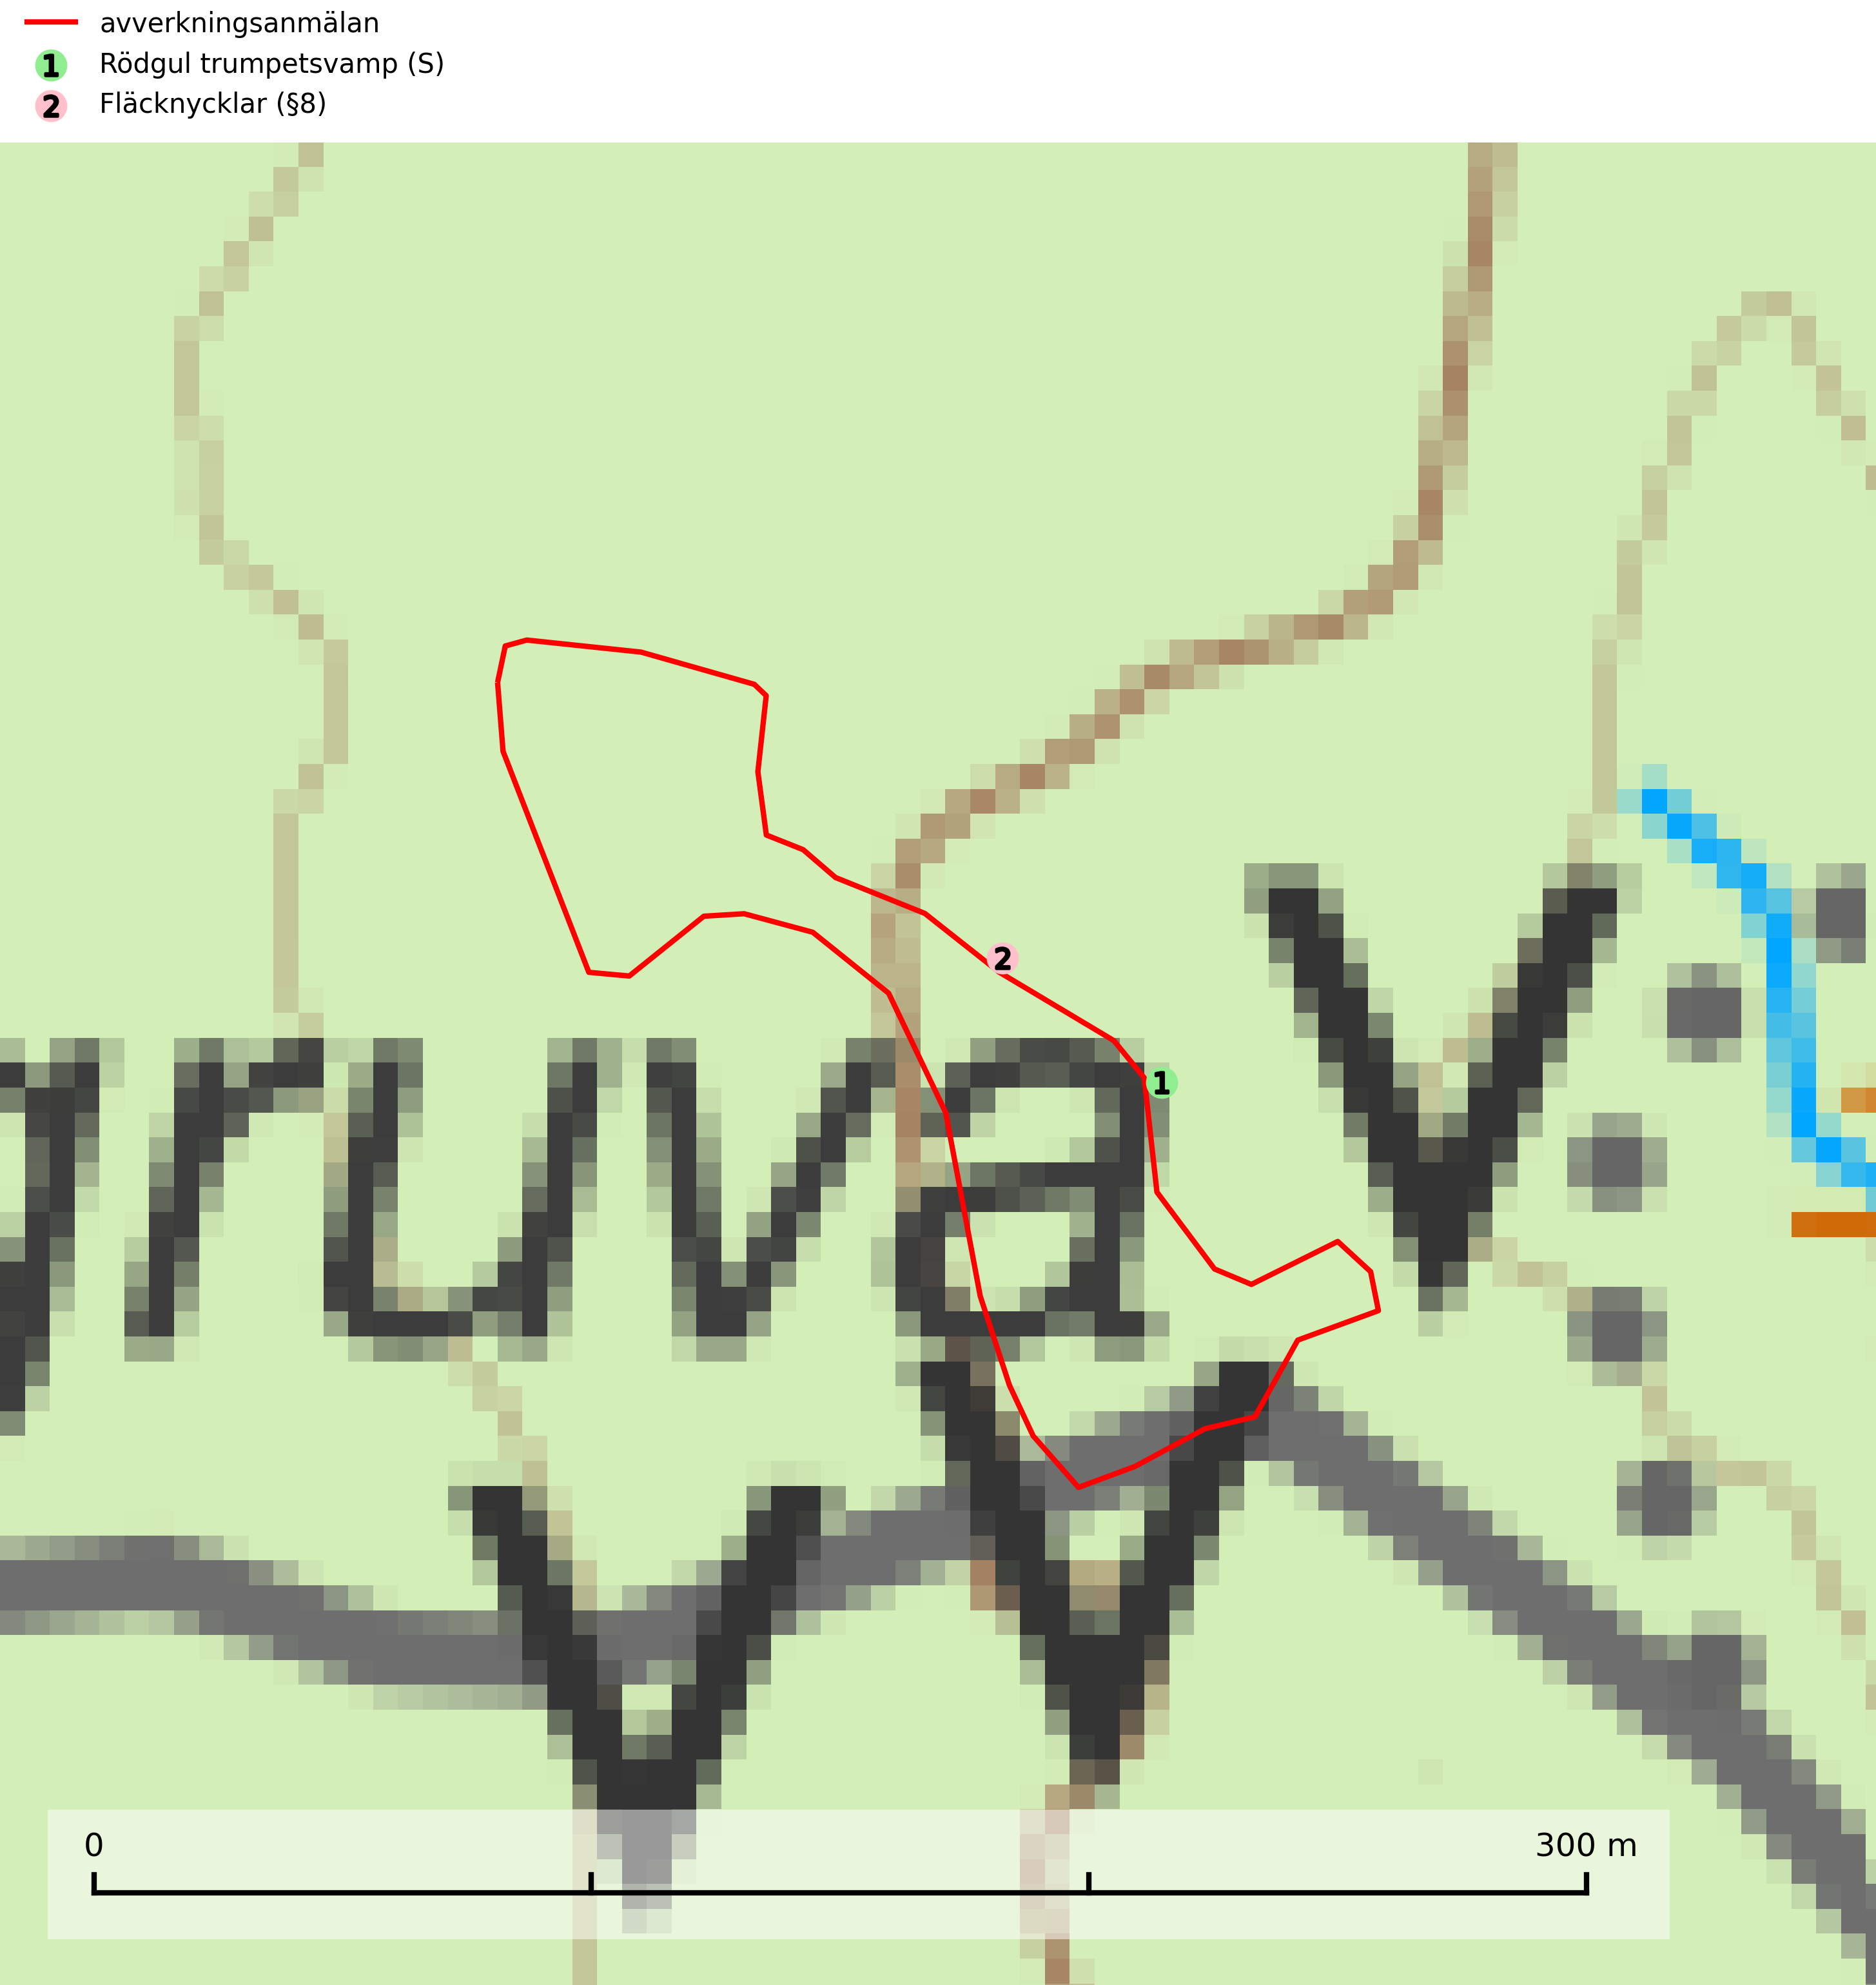 avverkningsanmälan
1 Rödgul trumpetsvamp (S)
2 Fläcknycklar (§8)
2
1
0 300 m